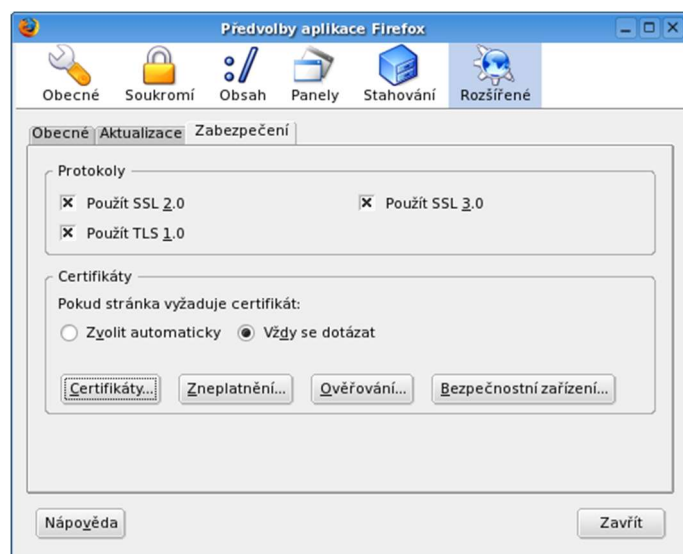 Předvolby aplikace Firefox
Obecné Soukromí Obsah Panely Stahování Rozšířené
Obecné Aktualizace Zabezpečení
Protokoly
Použít SSL 2.0 Použít SSL 3.0
Použít TLS 1.0
Certifikáty
Pokud stránka vyžaduje certifikát:
Zvolit automaticky Vždy se dotázat
Certifikáty... Zneplatnění... Ověřování... Bezpečnostní zařízení...
Nápověda Zavřít